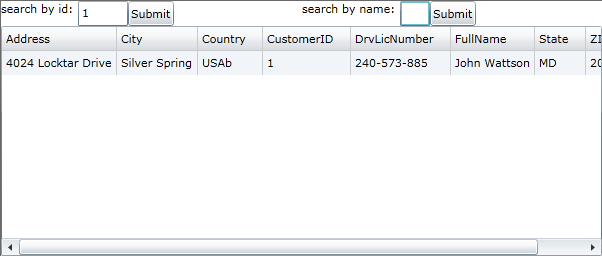 search by id: 1 Submit search by name: Submit
Address City Country CustomerID DrvLicNumber FullName State ZI
4024 Locktar Drive Silver Spring USAb 1 240-573-885 John Wattson MD 20